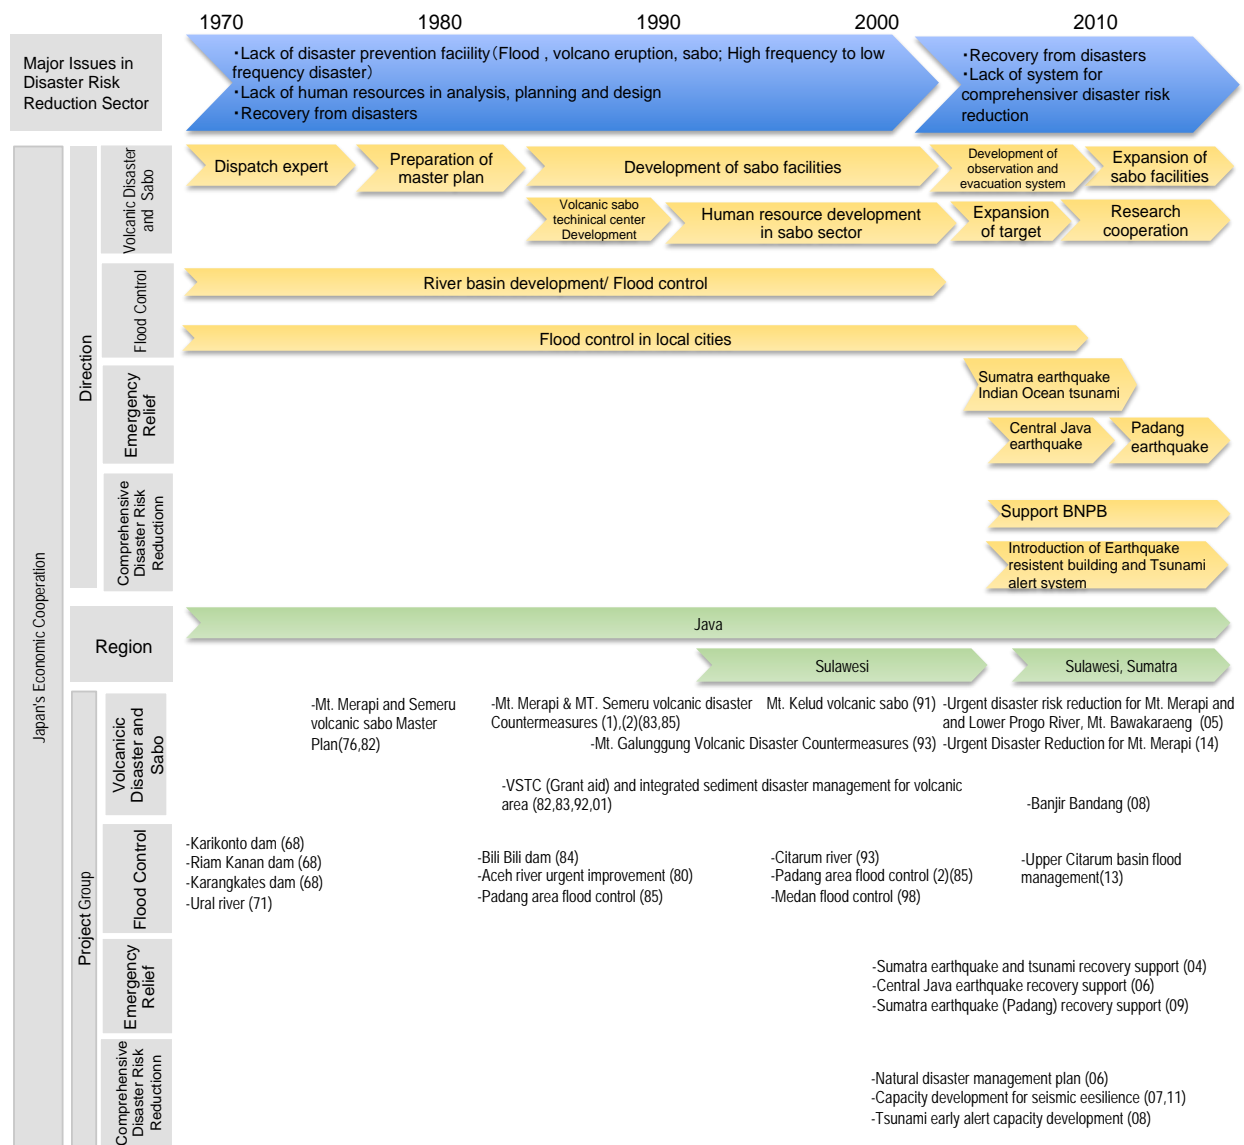 1970
1980
1990
2000
2010
Major Issues in
Disaster Risk
Reduction Sector
・Lack of disaster prevention faciility（Flood , volcano eruption, sabo; High frequency to low
frequency disaster）
・Lack of human resources in analysis, planning and design
・Recovery from disasters
・Recovery from disasters
・Lack of system for
comprehensiver disaster risk
reduction
Japan's Economic Cooperation
Direction
Volcanic Disaster
and Sabo
Dispatch expert
Preparation of
master plan
Development of sabo facilities
Development of
observation and
evacuation system
Expansion of
sabo facilities
Volcanic sabo
techinical center
Development
Human resource development
in sabo sector
Expansion
of target
Research
cooperation
Flood Control
River basin development/ Flood control
Flood control in local cities
Emergency
Relief
Sumatra earthquake
Indian Ocean tsunami
Central Java
earthquake
Padang
earthquake
Comprehensive
Disaster Risk
Reductionn
Support BNPB
Introduction of Earthquake
resistent building and Tsunami
alert system
Region
Java
Sulawesi
Sulawesi, Sumatra
Project Group
Volcanicic
Disaster and
Sabo
-Mt. Merapi and Semeru
volcanic sabo Master
Plan(76,82)
-Mt. Merapi & MT. Semeru volcanic disaster
Countermeasures (1),(2)(83,85)
Mt. Kelud volcanic sabo (91)
-Urgent disaster risk reduction for Mt. Merapi and
and Lower Progo River, Mt. Bawakaraeng (05)
-Mt. Galunggung Volcanic Disaster Countermeasures (93)
-Urgent Disaster Reduction for Mt. Merapi (14)
-VSTC (Grant aid) and integrated sediment disaster management for volcanic
area (82,83,92,01)
-Banjir Bandang (08)
Flood Control
-Karikonto dam (68)
-Riam Kanan dam (68)
-Karangkates dam (68)
-Ural river (71)
-Bili Bili dam (84)
-Aceh river urgent improvement (80)
-Padang area flood control (85)
-Citarum river (93)
-Padang area flood control (2)(85)
-Medan flood control (98)
-Upper Citarum basin flood
management(13)
Emergency
Relief
-Sumatra earthquake and tsunami recovery support (04)
-Central Java earthquake recovery support (06)
-Sumatra earthquake (Padang) recovery support (09)
Comprehensive
Disaster Risk
Reductionn
-Natural disaster management plan (06)
-Capacity development for seismic eesilience (07,11)
-Tsunami early alert capacity development (08)